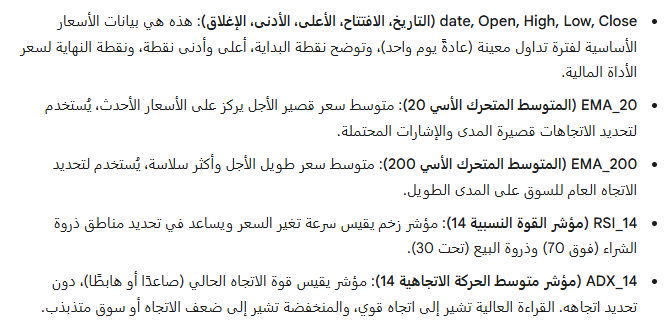 • date, Open, High, Low, Close (التاريخ، الافتتاح، الأعلى، الأدنى، الإغلاق): هذه هي بيانات الأسعار
الأساسية لفترة تداول معينة (عادةً يوم واحد)، وتوضح نقطة البداية، أعلى وأدنى نقطة، ونقطة النهاية لسعر
الأداة المالية.
• EMA_20 (المتوسط المتحرك الأسي 20): متوسط سعر قصير الأجل يركز على الأسعار الأحدث، يُستخدم
لتحديد الاتجاهات قصيرة المدى والإشارات المحتملة.
• EMA_200 (المتوسط المتحرك الأسي 200): متوسط سعر طويل الأجل وأكثر سلاسة، يُستخدم لتحديد
الاتجاه العام للسوق على المدى الطويل.
• RSI_14 (مؤشر القوة النسبية 14): مؤشر زخم يقيس سرعة تغير السعر ويساعد في تحديد مناطق ذروة
الشراء (فوق 70) وذروة البيع (تحت 30).
• ADX_14 (مؤشر متوسط الحركة الاتجاهية 14): مؤشر يقيس قوة الاتجاه الحالي (صاعدًا أو هابطًا)، دون
تحديد اتجاهه. القراءة العالية تشير إلى اتجاه قوي، والمنخفضة تشير إلى ضعف الاتجاه أو سوق متذبذب.